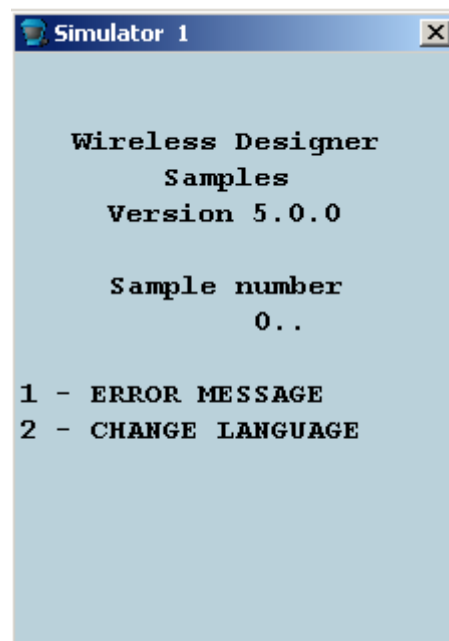 Simulator 1
Wireless Designer
Samples
Version 5.0.0
Sample number
0..
1 - ERROR MESSAGE
2 - CHANGE LANGUAGE